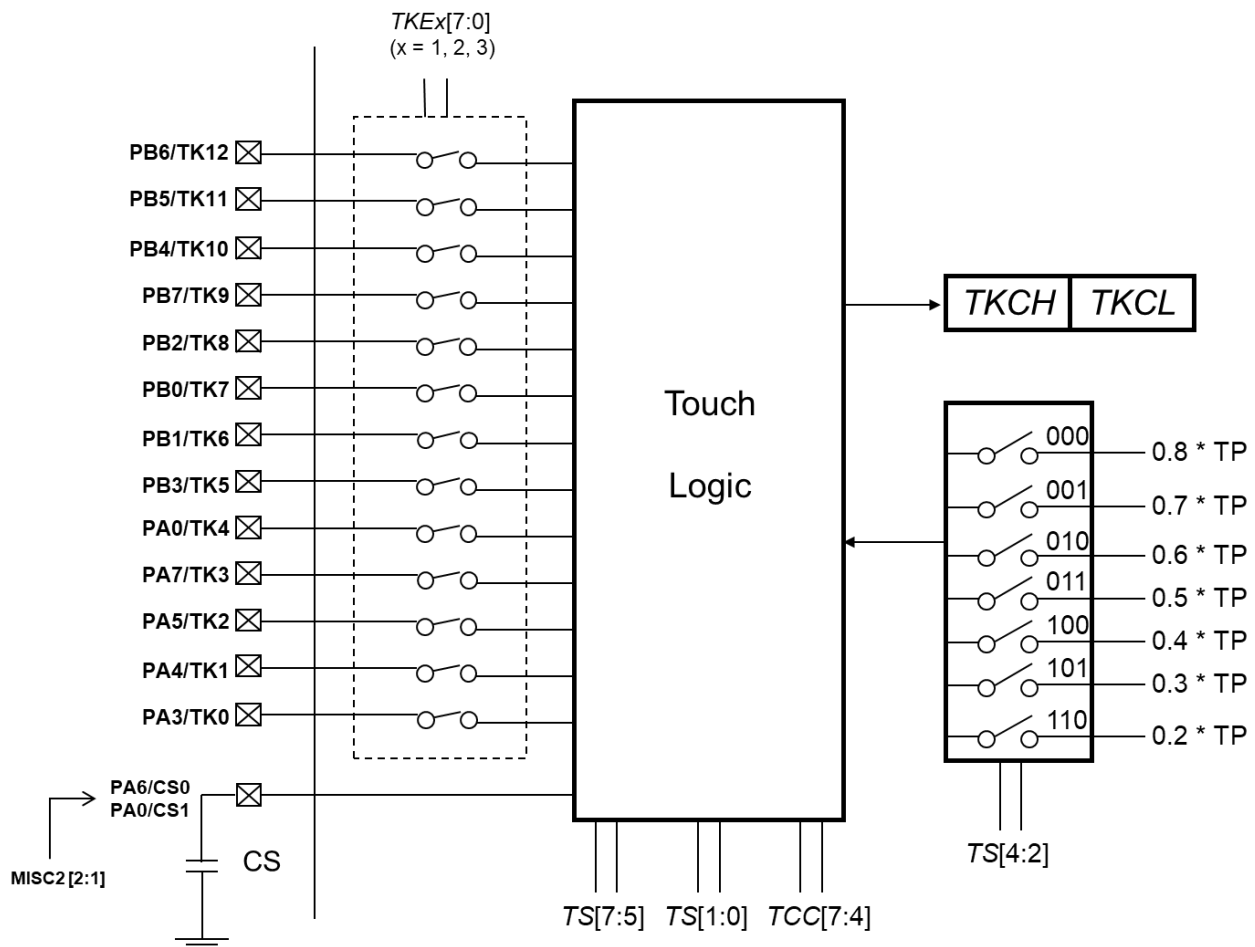 TKEx[7:0]
(x = 1, 2, 3)
PB6/TK12
PB5/TK11
PB4/TK10
PB7/TK9
PB2/TK8
PB0/TK7
PB1/TK6
PB3/TK5
PA0/TK4
PA7/TK3
PA5/TK2
PA4/TK1
PA3/TK0
PA6/CS0
PA0/CS1
MISC2 [2:1]
CS
Touch
Logic
TS[7:5]
TS[1:0]
TCC[7:4]
TKCH TKCL
000 0.8 * TP
001 0.7 * TP
010 0.6 * TP
011 0.5 * TP
100 0.4 * TP
101 0.3 * TP
110 0.2 * TP
TS[4:2]